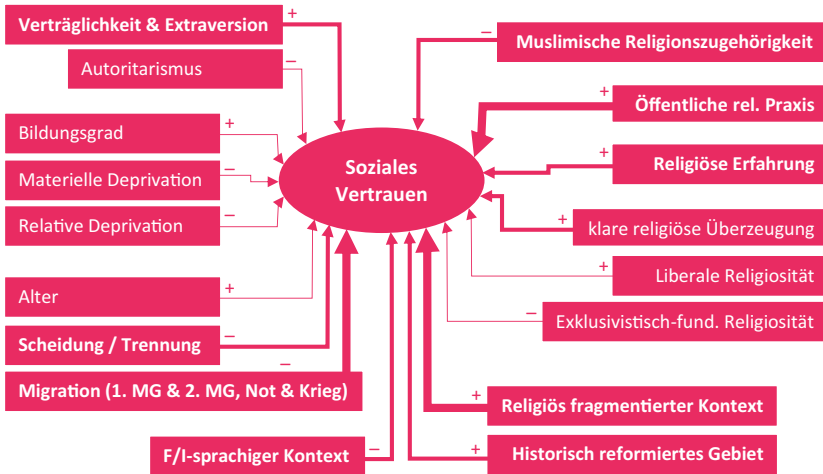 +
Verträglichkeit & Extraversion
–
Autoritarismus
+
Bildungsgrad
–
Materielle Deprivation
–
Relative Deprivation
+
Alter
–
Scheidung / Trennung
–
Migration (1. MG & 2. MG, Not & Krieg)
–
F/I-sprachiger Kontext
Soziales
Vertrauen
–
Muslimische Religionszugehörigkeit
+
Öffentliche rel. Praxis
+
Religiöse Erfahrung
+
klare religiöse Überzeugung
+
Liberale Religiosität
–
Exklusivistisch-fund. Religiosität
+
Religiös fragmentierter Kontext
+
Historisch reformiertes Gebiet